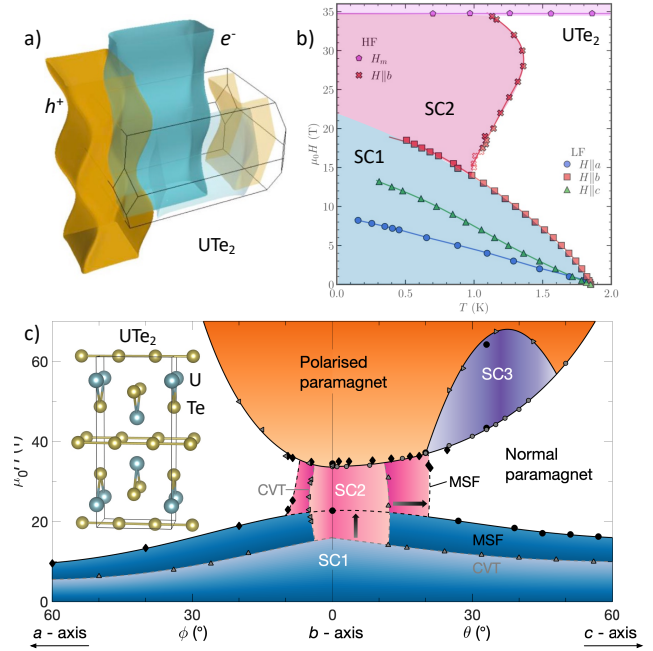 a)
e⁻
h⁺
UTe₂
b)
UTe₂
HF
Hₘ
H∥b
SC2
SC1
LF
H∥a
H∥b
H∥c
μ₀H (T)
35
30
25
20
15
10
5
0
0.0
0.5
1.0
1.5
2.0
T (K)
c)
UTe₂
U
Te
Polarised
paramagnet
SC3
Normal
paramagnet
CVT
SC2
MSF
SC1
MSF
CVT
60
40
20
0
60
30
0
30
60
a - axis
ϕ (°)
b - axis
θ (°)
c - axis